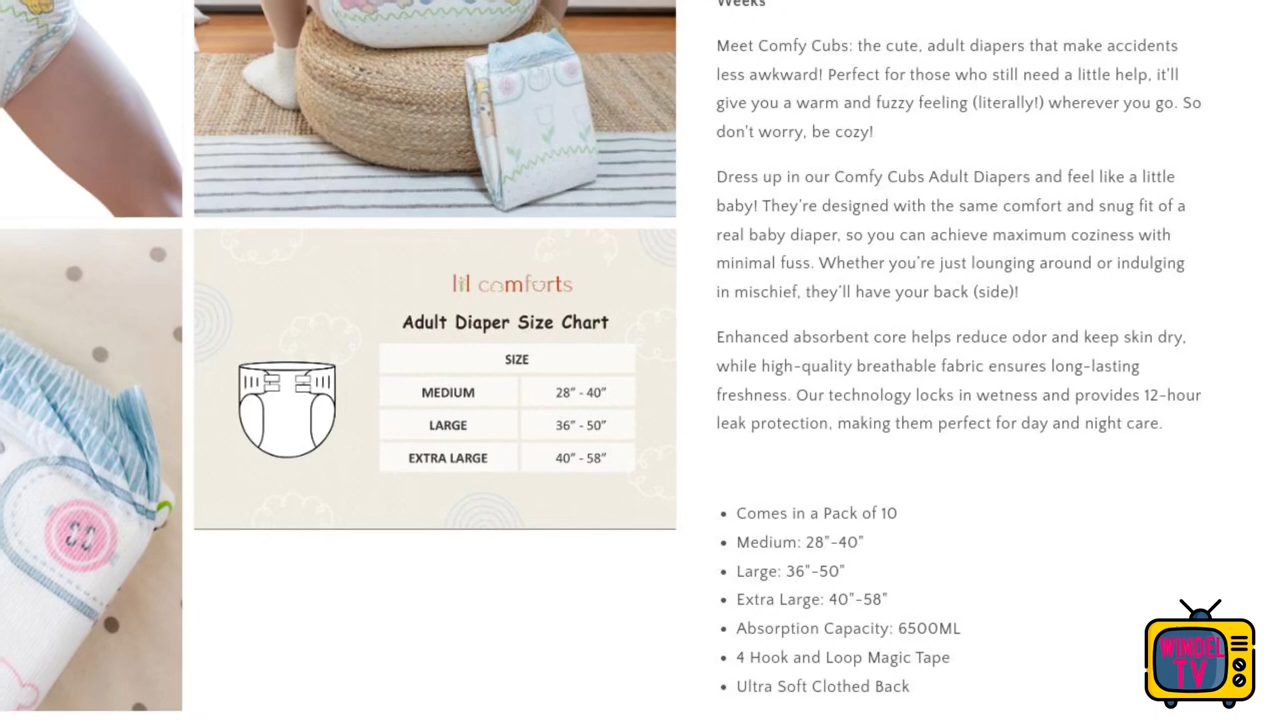 Weeks
Meet Comfy Cubs: the cute, adult diapers that make accidents
less awkward! Perfect for those who still need a little help, it'll
give you a warm and fuzzy feeling (literally!) wherever you go. So
don't worry, be cozy!
Dress up in our Comfy Cubs Adult Diapers and feel like a little
baby! They're designed with the same comfort and snug fit of a
real baby diaper, so you can achieve maximum coziness with
minimal fuss. Whether you're just lounging around or indulging
in mischief, they'll have your back (side)!
Enhanced absorbent core helps reduce odor and keep skin dry,
while high-quality breathable fabric ensures long-lasting
freshness. Our technology locks in wetness and provides 12-hour
leak protection, making them perfect for day and night care.
• Comes in a Pack of 10
• Medium: 28"-40"
• Large: 36"-50"
• Extra Large: 40"-58"
• Absorption Capacity: 6500ML
• 4 Hook and Loop Magic Tape
• Ultra Soft Clothed Back
lil comforts
Adult Diaper Size Chart
SIZE
MEDIUM 28" - 40"
LARGE 36" - 50"
EXTRA LARGE 40" - 58"
WINDEL
TV